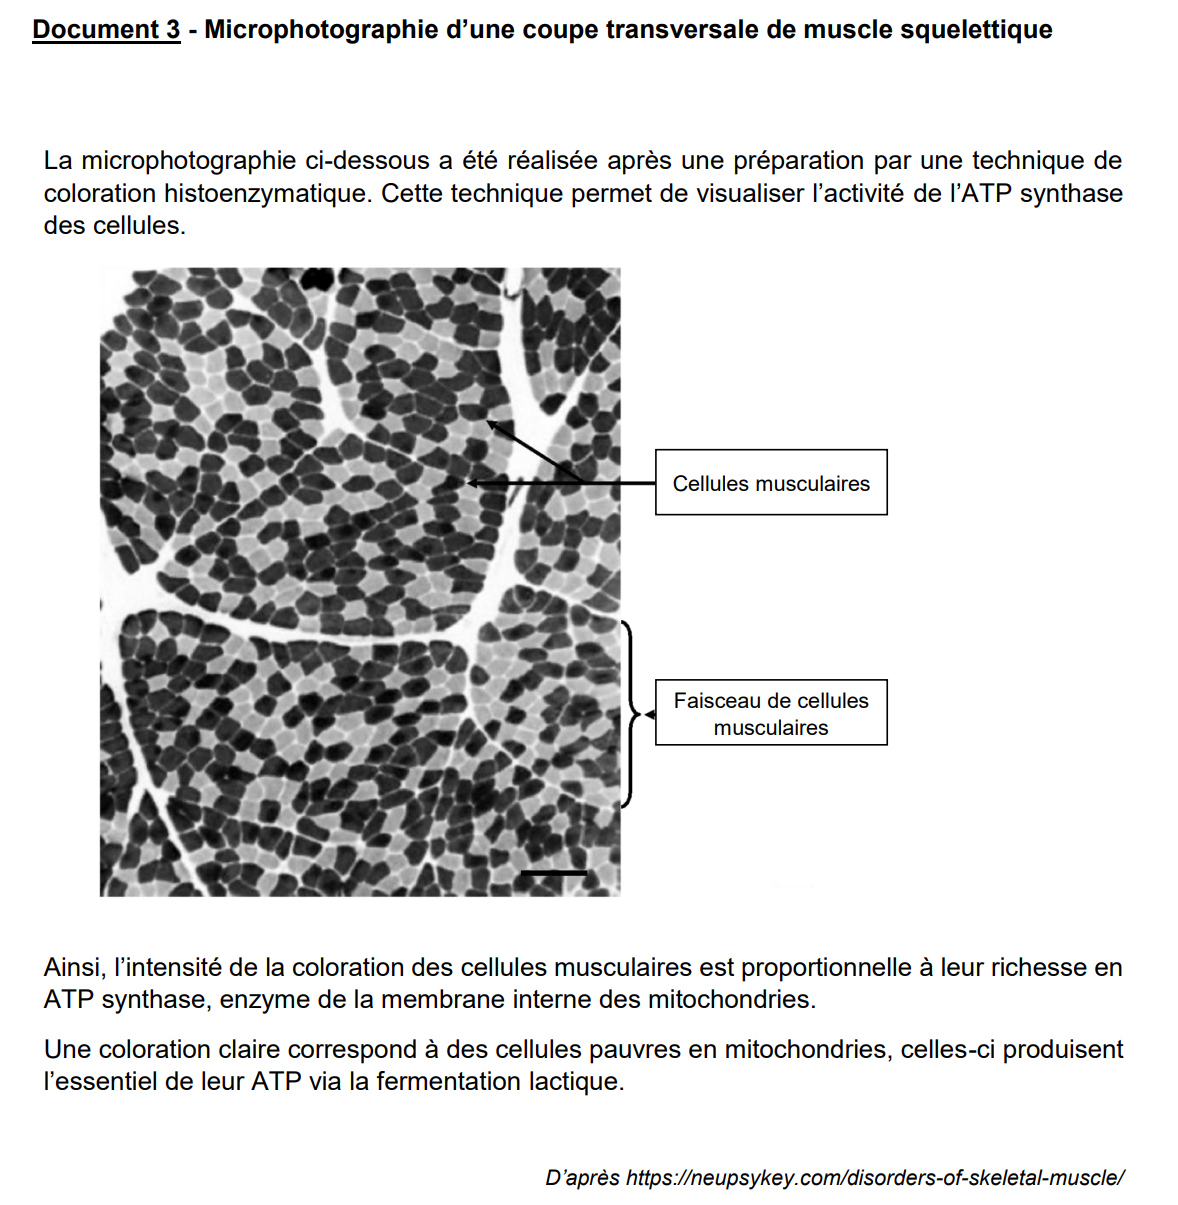 Document 3 - Microphotographie d’une coupe transversale de muscle squelettique
La microphotographie ci-dessous a été réalisée après une préparation par une technique de
coloration histoenzymatique. Cette technique permet de visualiser l’activité de l’ATP synthase
des cellules.
Cellules musculaires
Faisceau de cellules
musculaires
Ainsi, l’intensité de la coloration des cellules musculaires est proportionnelle à leur richesse en
ATP synthase, enzyme de la membrane interne des mitochondries.
Une coloration claire correspond à des cellules pauvres en mitochondries, celles-ci produisent
l’essentiel de leur ATP via la fermentation lactique.
D’après https://neupsykey.com/disorders-of-skeletal-muscle/